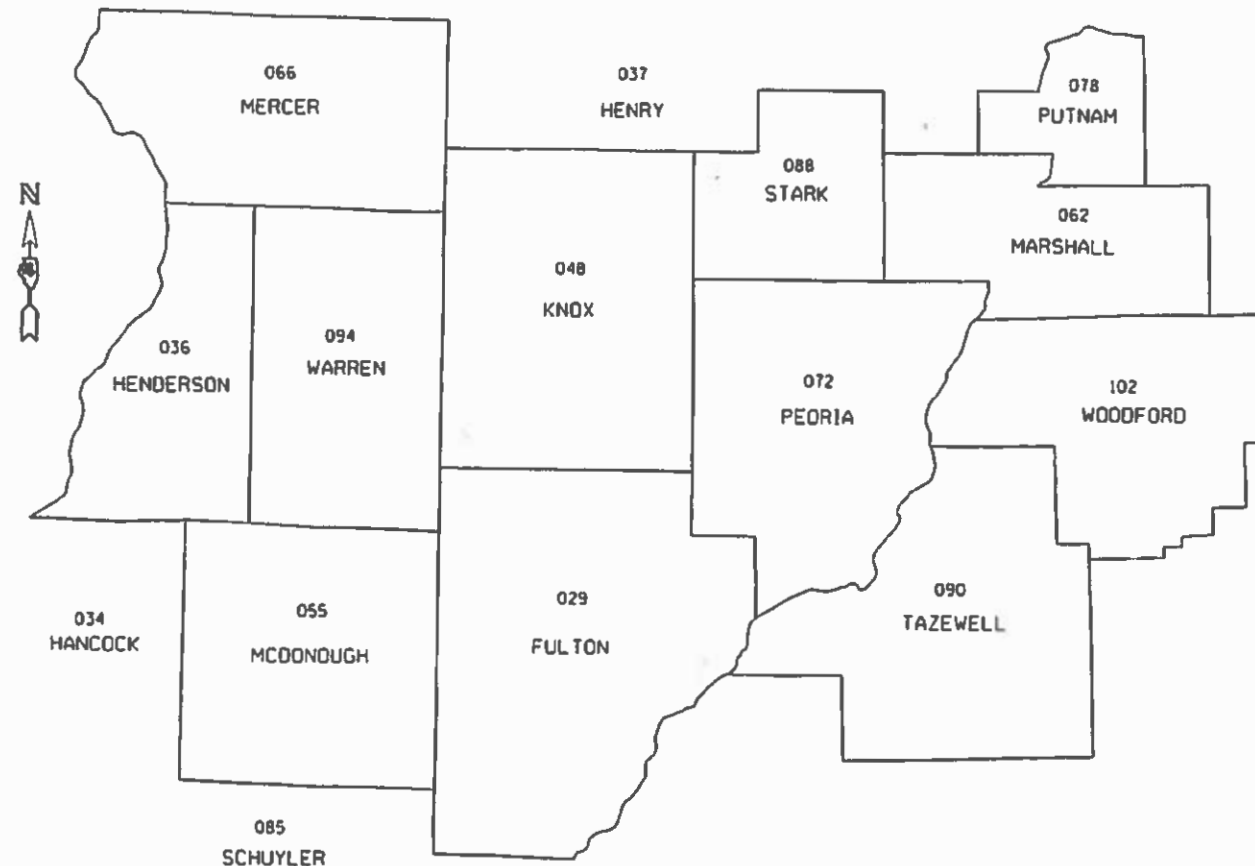 066
MERCER
037
HENRY
078
PUTNAM
088
STARK
062
MARSHALL
N
048
KNOX
036
HENDERSON
094
WARREN
072
PEORIA
102
WOODFORD
034
HANCOCK
055
MCDONOUGH
029
FULTON
090
TAZEWELL
085
SCHUYLER